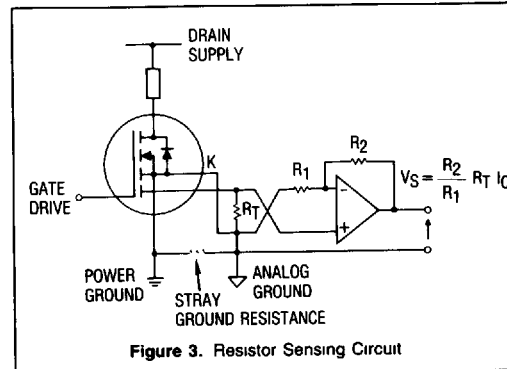 DRAIN
SUPPLY
K
R1
R2
VS = R2/R1 RT IC
GATE
DRIVE
RT
−
+
POWER
GROUND
ANALOG
GROUND
STRAY
GROUND RESISTANCE
Figure 3. Resistor Sensing Circuit